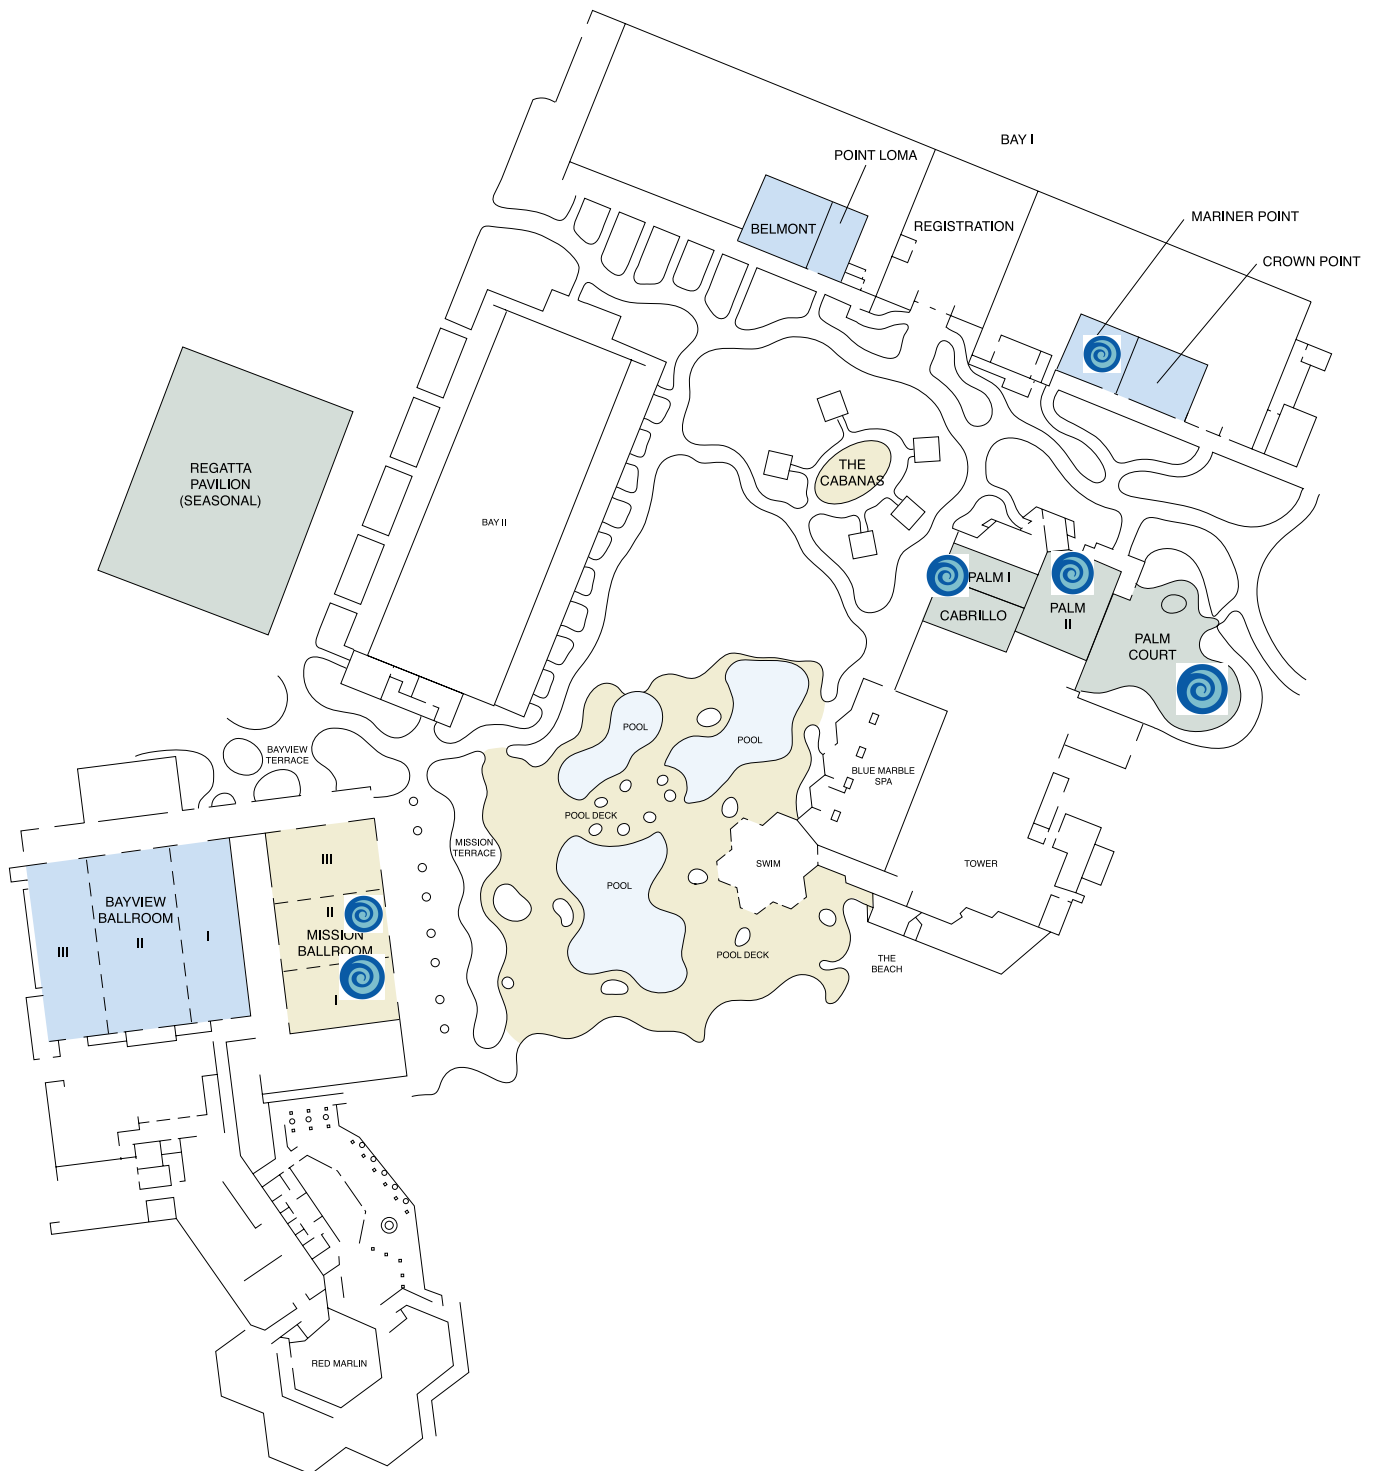 BAY I
POINT LOMA
MARINER POINT
BELMONT
REGISTRATION
CROWN POINT
REGATTA
PAVILION
(SEASONAL)
THE
CABANAS
BAY II
PALM I
CABRILLO
PALM
II
PALM
COURT
POOL
POOL
BAYVIEW
TERRACE
BLUE MARBLE
SPA
POOL DECK
MISSION
TERRACE
SWIM
TOWER
POOL
III
BAYVIEW
BALLROOM
III
II
I
II
MISSION
BALLROOM
I
POOL DECK
THE
BEACH
RED MARLIN